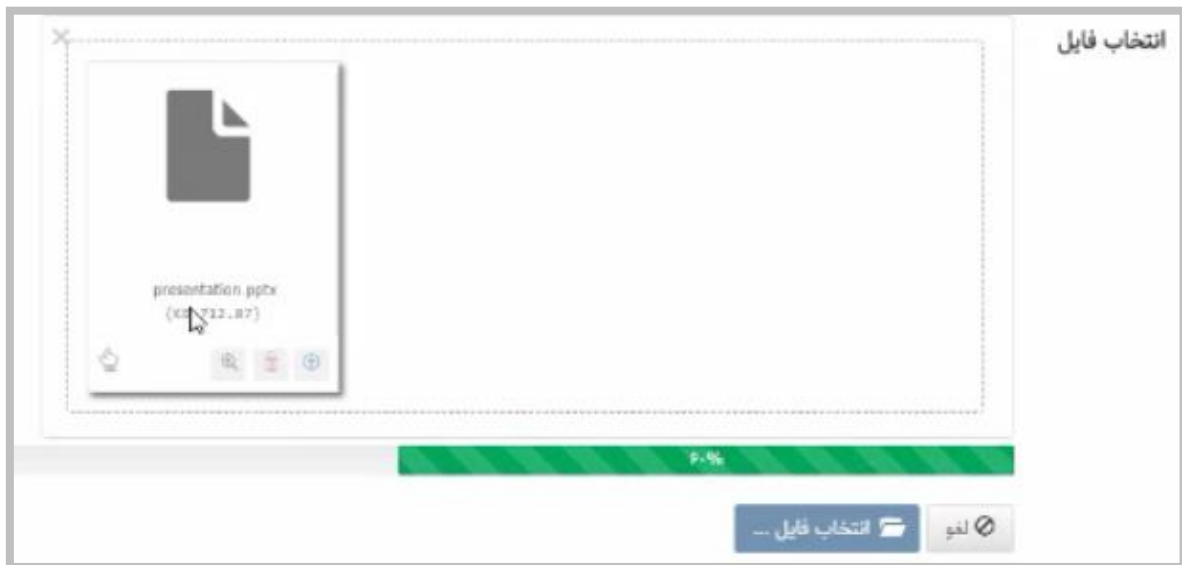 انتخاب فایل
presentation.pptx
۶۰%
لغو
انتخاب فایل ...